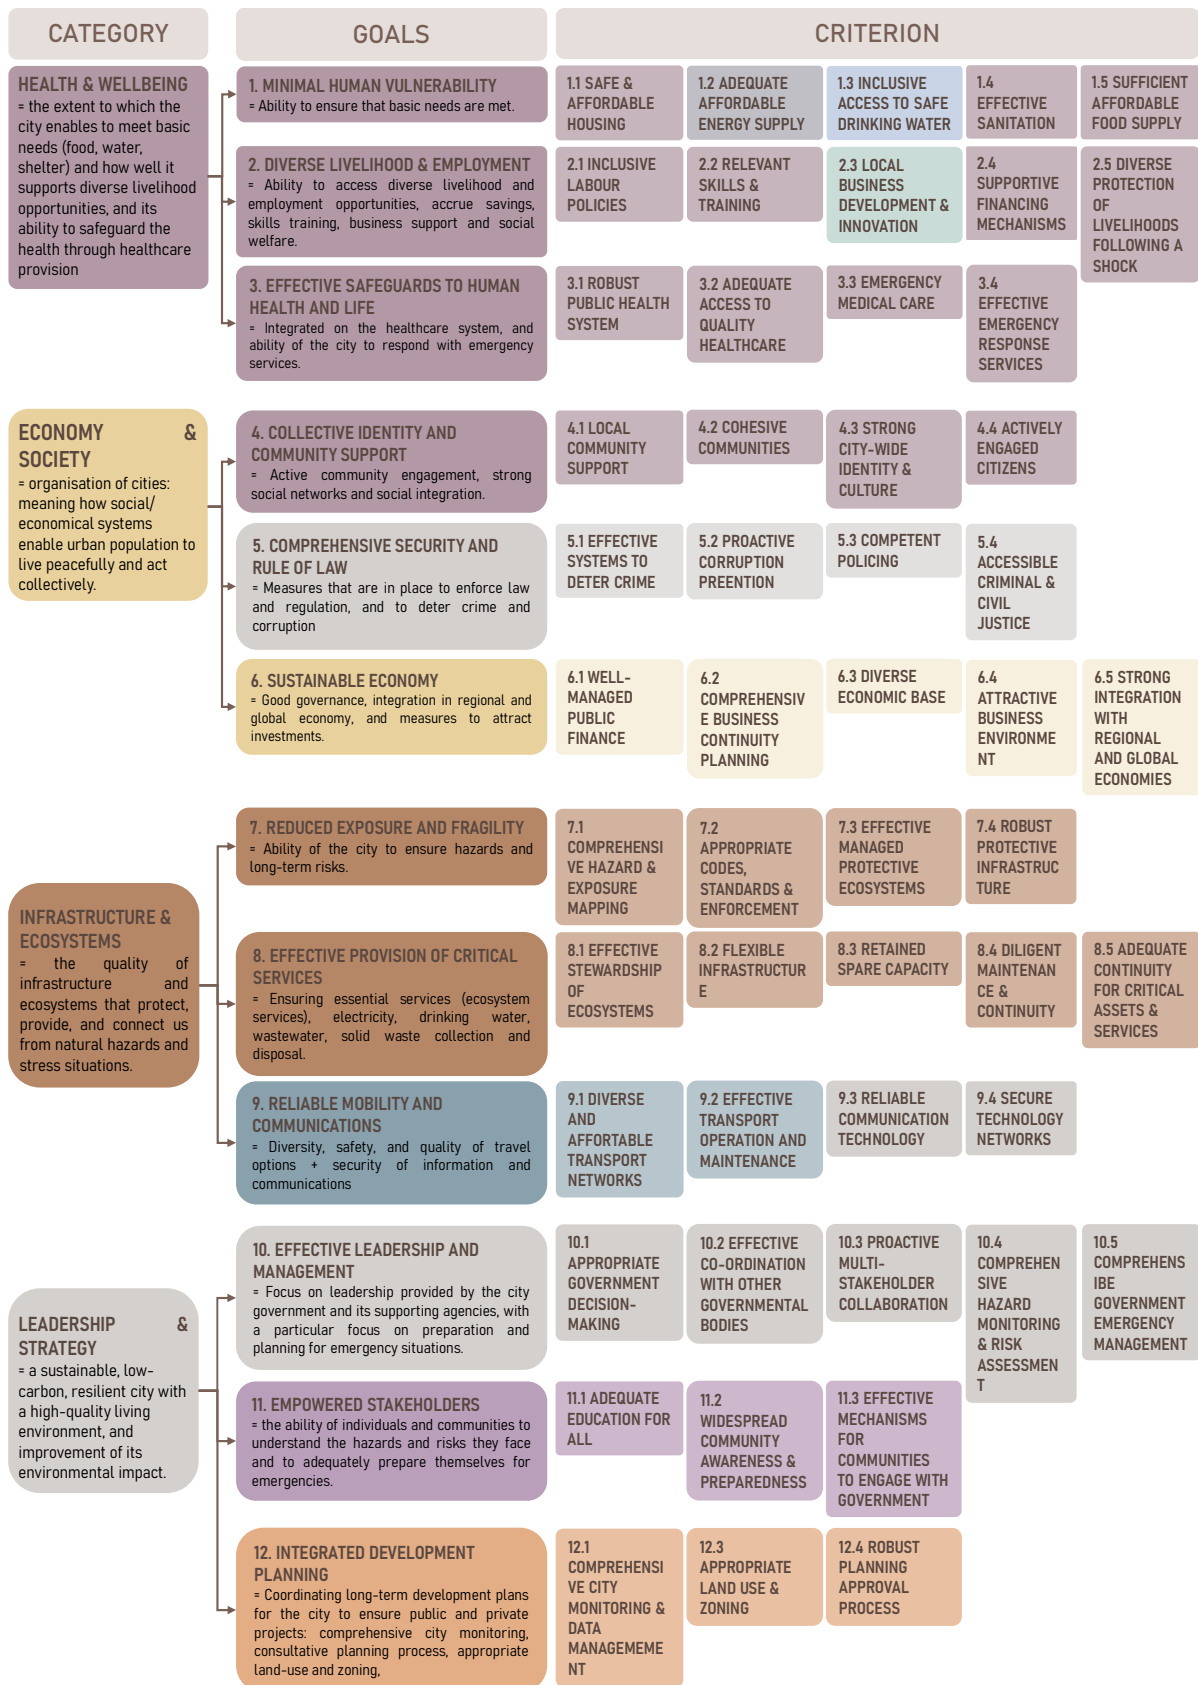 CATEGORY
GOALS
CRITERION
HEALTH & WELLBEING
= the extent to which the
city enables to meet basic
needs (food, water,
shelter) and how well it
supports diverse livelihood
opportunities, and its
ability to safeguard the
health through healthcare
provision
1. MINIMAL HUMAN VULNERABILITY
= Ability to ensure that basic needs are met.
1.1 SAFE &
AFFORDABLE
HOUSING
1.2 ADEQUATE
AFFORDABLE
ENERGY SUPPLY
1.3 INCLUSIVE
ACCESS TO SAFE
DRINKING WATER
1.4
EFFECTIVE
SANITATION
1.5 SUFFICIENT
AFFORDABLE
FOOD SUPPLY
2. DIVERSE LIVELIHOOD & EMPLOYMENT
= Ability to access diverse livelihood and
employment opportunities, accrue savings,
skills training, business support and social
welfare.
2.1 INCLUSIVE
LABOUR
POLICIES
2.2 RELEVANT
SKILLS &
TRAINING
2.3 LOCAL
BUSINESS
DEVELOPMENT &
INNOVATION
2.4
SUPPORTIVE
FINANCING
MECHANISMS
2.5 DIVERSE
PROTECTION
OF
LIVELIHOODS
FOLLOWING A
SHOCK
3. EFFECTIVE SAFEGUARDS TO HUMAN
HEALTH AND LIFE
= Integrated on the healthcare system, and
ability of the city to respond with emergency
services.
3.1 ROBUST
PUBLIC HEALTH
SYSTEM
3.2 ADEQUATE
ACCESS TO
QUALITY
HEALTHCARE
3.3 EMERGENCY
MEDICAL CARE
3.4
EFFECTIVE
EMERGENCY
RESPONSE
SERVICES
ECONOMY &
SOCIETY
= organisation of cities:
meaning how social/
economical systems
enable urban population to
live peacefully and act
collectively.
4. COLLECTIVE IDENTITY AND
COMMUNITY SUPPORT
= Active community engagement, strong
social networks and social integration.
4.1 LOCAL
COMMUNITY
SUPPORT
4.2 COHESIVE
COMMUNITIES
4.3 STRONG
CITY-WIDE
IDENTITY &
CULTURE
4.4 ACTIVELY
ENGAGED
CITIZENS
5. COMPREHENSIVE SECURITY AND
RULE OF LAW
= Measures that are in place to enforce law
and regulation, and to deter crime and
corruption
5.1 EFFECTIVE
SYSTEMS TO
DETER CRIME
5.2 PROACTIVE
CORRUPTION
PREENTION
5.3 COMPETENT
POLICING
5.4
ACCESSIBLE
CRIMINAL &
CIVIL
JUSTICE
6. SUSTAINABLE ECONOMY
= Good governance, integration in regional and
global economy, and measures to attract
investments.
6.1 WELL-
MANAGED
PUBLIC
FINANCE
6.2
COMPREHENSIV
E BUSINESS
CONTINUITY
PLANNING
6.3 DIVERSE
ECONOMIC BASE
6.4
ATTRACTIVE
BUSINESS
ENVIRONME
NT
6.5 STRONG
INTEGRATION
WITH
REGIONAL
AND GLOBAL
ECONOMIES
INFRASTRUCTURE &
ECOSYSTEMS
= the quality of
infrastructure and
ecosystems that protect,
provide, and connect us
from natural hazards and
stress situations.
7. REDUCED EXPOSURE AND FRAGILITY
= Ability of the city to ensure hazards and
long-term risks.
7.1
COMPREHENSI
VE HAZARD &
EXPOSURE
MAPPING
7.2
APPROPRIATE
CODES,
STANDARDS &
ENFORCEMENT
7.3 EFFECTIVE
MANAGED
PROTECTIVE
ECOSYSTEMS
7.4 ROBUST
PROTECTIVE
INFRASTRUC
TURE
8. EFFECTIVE PROVISION OF CRITICAL
SERVICES
= Ensuring essential services (ecosystem
services), electricity, drinking water,
wastewater, solid waste collection and
disposal.
8.1 EFFECTIVE
STEWARDSHIP
OF
ECOSYSTEMS
8.2 FLEXIBLE
INFRASTRUCTUR
E
8.3 RETAINED
SPARE CAPACITY
8.4 DILIGENT
MAINTENAN
CE &
CONTINUITY
8.5 ADEQUATE
CONTINUITY
FOR CRITICAL
ASSETS &
SERVICES
9. RELIABLE MOBILITY AND
COMMUNICATIONS
= Diversity, safety, and quality of travel
options + security of information and
communications
9.1 DIVERSE
AND
AFFORTABLE
TRANSPORT
NETWORKS
9.2 EFFECTIVE
TRANSPORT
OPERATION AND
MAINTENANCE
9.3 RELIABLE
COMMUNICATION
TECHNOLOGY
9.4 SECURE
TECHNOLOGY
NETWORKS
LEADERSHIP &
STRATEGY
= a sustainable, low-
carbon, resilient city with
a high-quality living
environment, and
improvement of its
environmental impact.
10. EFFECTIVE LEADERSHIP AND
MANAGEMENT
= Focus on leadership provided by the city
government and its supporting agencies, with
a particular focus on preparation and
planning for emergency situations.
10.1
APPROPRIATE
GOVERNMENT
DECISION-
MAKING
10.2 EFFECTIVE
CO-ORDINATION
WITH OTHER
GOVERNMENTAL
BODIES
10.3 PROACTIVE
MULTI-
STAKEHOLDER
COLLABORATION
10.4
COMPREHEN
SIVE
HAZARD
MONITORING
& RISK
ASSESSMEN
T
10.5
COMPREHENS
IBE
GOVERNMENT
EMERGENCY
MANAGEMENT
11. EMPOWERED STAKEHOLDERS
= the ability of individuals and communities to
understand the hazards and risks they face
and to adequately prepare themselves for
emergencies.
11.1 ADEQUATE
EDUCATION FOR
ALL
11.2
WIDESPREAD
COMMUNITY
AWARENESS &
PREPAREDNESS
11.3 EFFECTIVE
MECHANISMS
FOR
COMMUNITIES
TO ENGAGE WITH
GOVERNMENT
12. INTEGRATED DEVELOPMENT
PLANNING
= Coordinating long-term development plans
for the city to ensure public and private
projects: comprehensive city monitoring,
consultative planning process, appropriate
land-use and zoning,
12.1
COMPREHENSI
VE CITY
MONITORING &
DATA
MANAGEMEME
NT
12.3
APPROPRIATE
LAND USE &
ZONING
12.4 ROBUST
PLANNING
APPROVAL
PROCESS